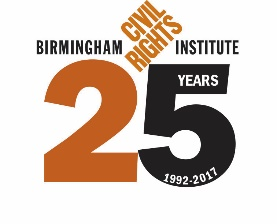 BIRMINGHAM CIVIL RIGHTS INSTITUTE
25 YEARS
1992-2017